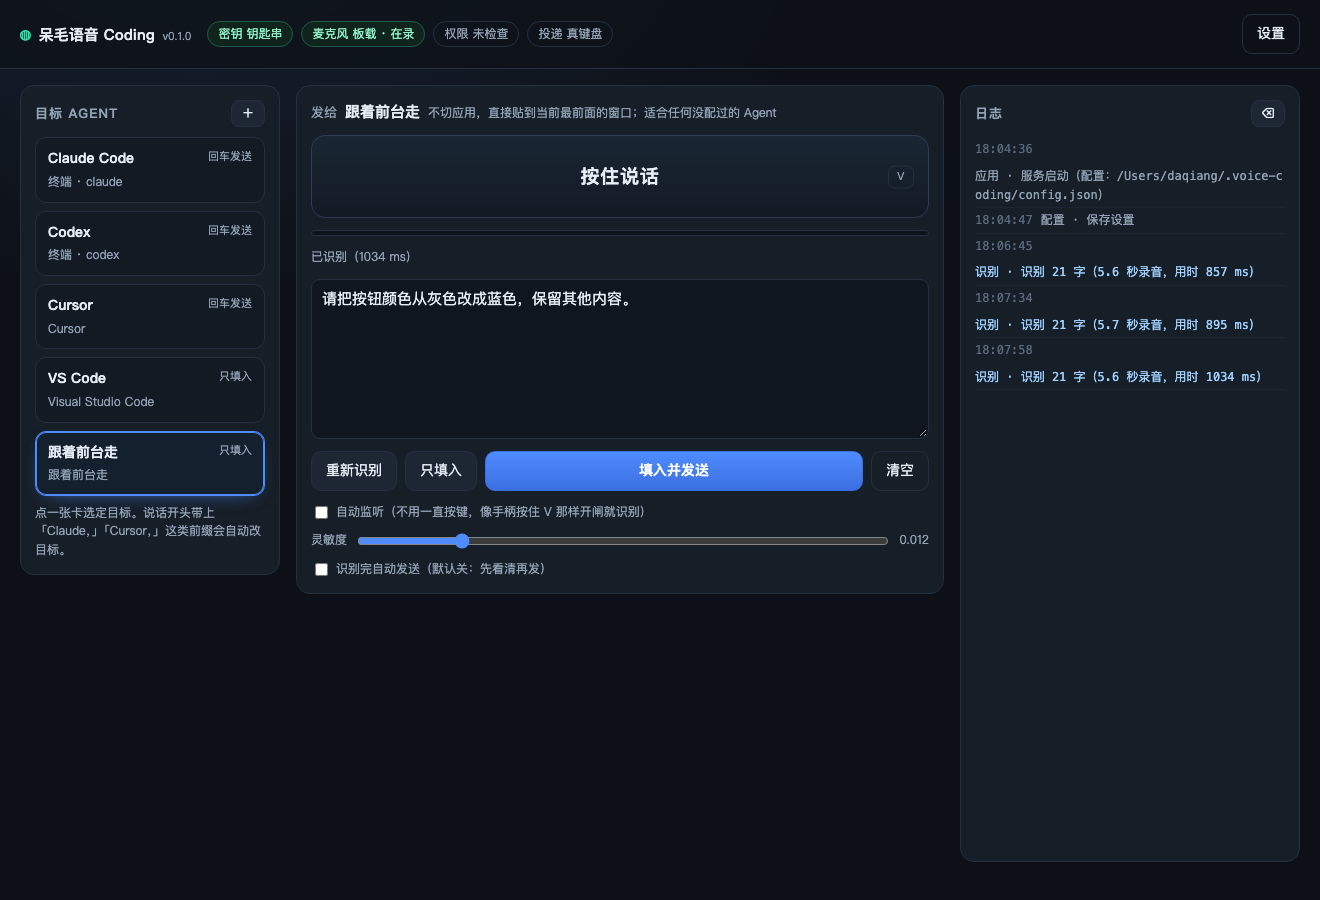 呆毛语音 Coding v0.1.0 密钥 钥匙串 麦克风 板载 · 在录 权限 未检查 投递 真键盘 设置
目标 AGENT
+
Claude Code 回车发送
终端 · claude
Codex 回车发送
终端 · codex
Cursor 回车发送
Cursor
VS Code 只填入
Visual Studio Code
跟着前台走 只填入
跟着前台走
点一张卡选定目标。说话开头带上
「Claude,」「Cursor,」这类前缀会自动改
目标。
发给 跟着前台走 不切应用，直接贴到当前最前面的窗口；适合任何没配过的 Agent
按住说话 V
已识别（1034 ms）
请把按钮颜色从灰色改成蓝色，保留其他内容。
重新识别 只填入 填入并发送 清空
自动监听（不用一直按键，像手柄按住 V 那样开闸就识别）
灵敏度 0.012
识别完自动发送（默认关：先看清再发）
日志
18:04:36
应用 · 服务启动（配置：/Users/daqiang/.voice-c
oding/config.json）
18:04:47 配置 · 保存设置
18:06:45
识别 · 识别 21 字（5.6 秒录音，用时 857 ms）
18:07:34
识别 · 识别 21 字（5.7 秒录音，用时 895 ms）
18:07:58
识别 · 识别 21 字（5.6 秒录音，用时 1034 ms）